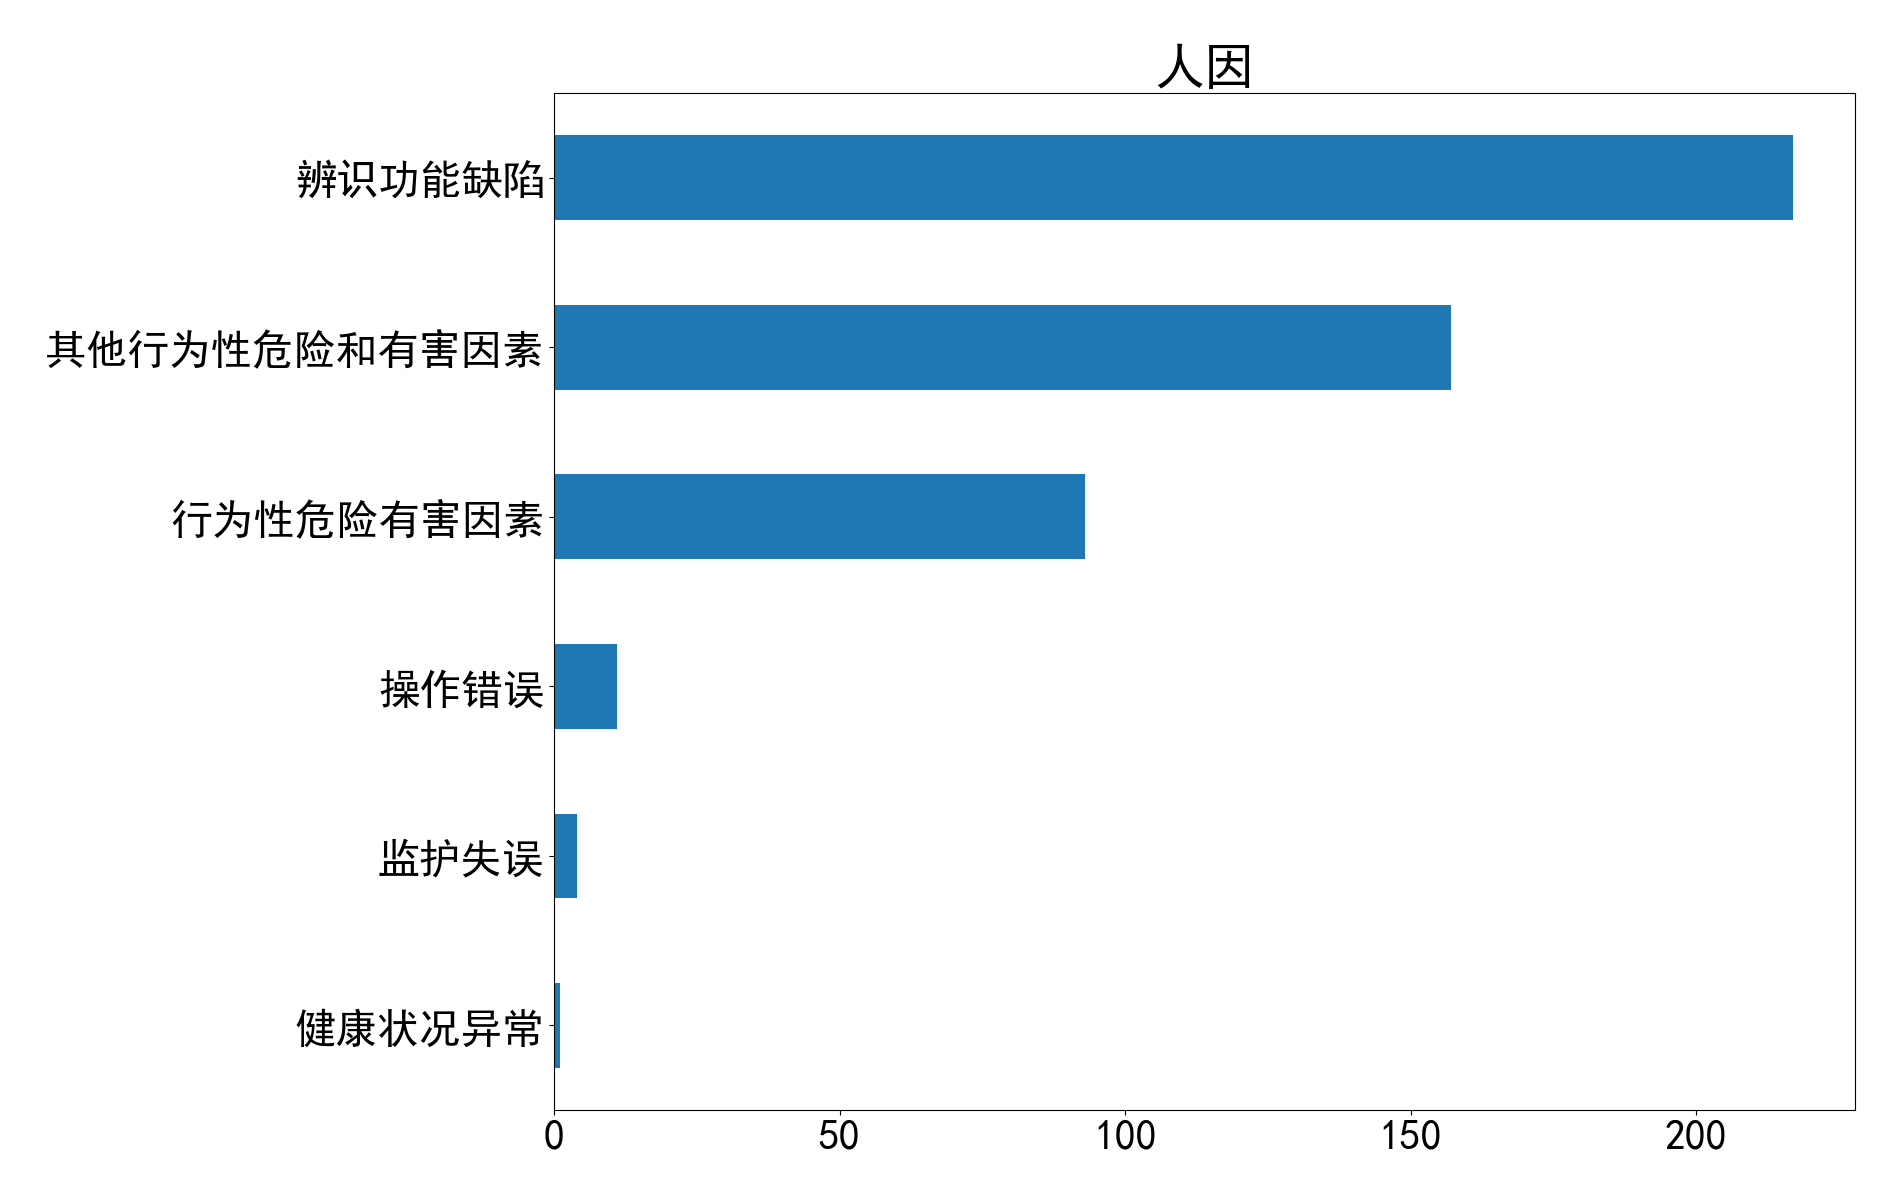 人因
辨识功能缺陷
其他行为性危险和有害因素
行为性危险有害因素
操作错误
监护失误
健康状况异常
0 50 100 150 200